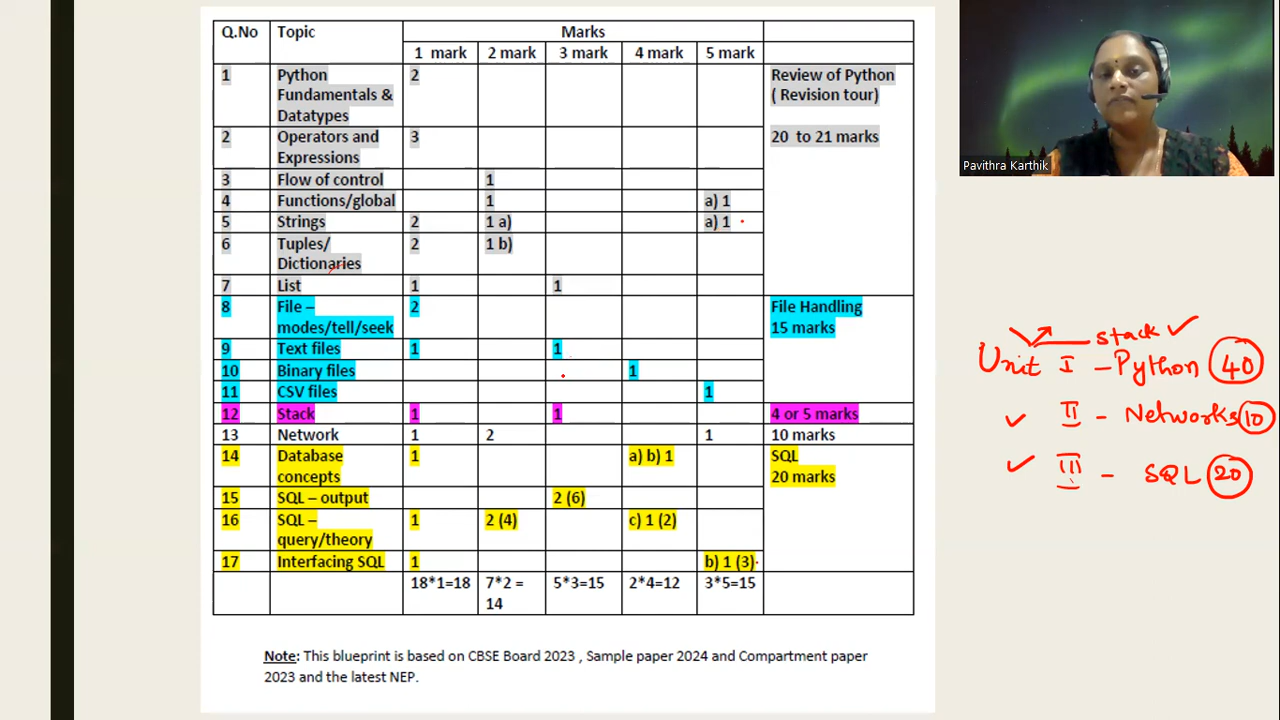 Q.No Topic Marks
1 mark 2 mark 3 mark 4 mark 5 mark
1 Python 2 Review of Python
Fundamentals & ( Revision tour)
Datatypes
2 Operators and 3 20 to 21 marks
Expressions
3 Flow of control 1
4 Functions/global 1 a) 1
5 Strings 2 1 a) a) 1
6 Tuples/ 2 1 b)
Dictionaries
7 List 1 1
8 File – 2 File Handling
modes/tell/seek 15 marks
9 Text files 1 1
10 Binary files 1
11 CSV files 1
12 Stack 1 1 4 or 5 marks
13 Network 1 2 1 10 marks
14 Database 1 a) b) 1 SQL
concepts 20 marks
15 SQL – output 2 (6)
16 SQL – 1 2 (4) c) 1 (2)
query/theory
17 Interfacing SQL 1 b) 1 (3)
18*1=18 7*2 = 5*3=15 2*4=12 3*5=15
14
Note: This blueprint is based on CBSE Board 2023 , Sample paper 2024 and Compartment paper
2023 and the latest NEP.
Pavithra Karthik
stack
Unit I - Python 40
II - Networks 10
III - SQL 20